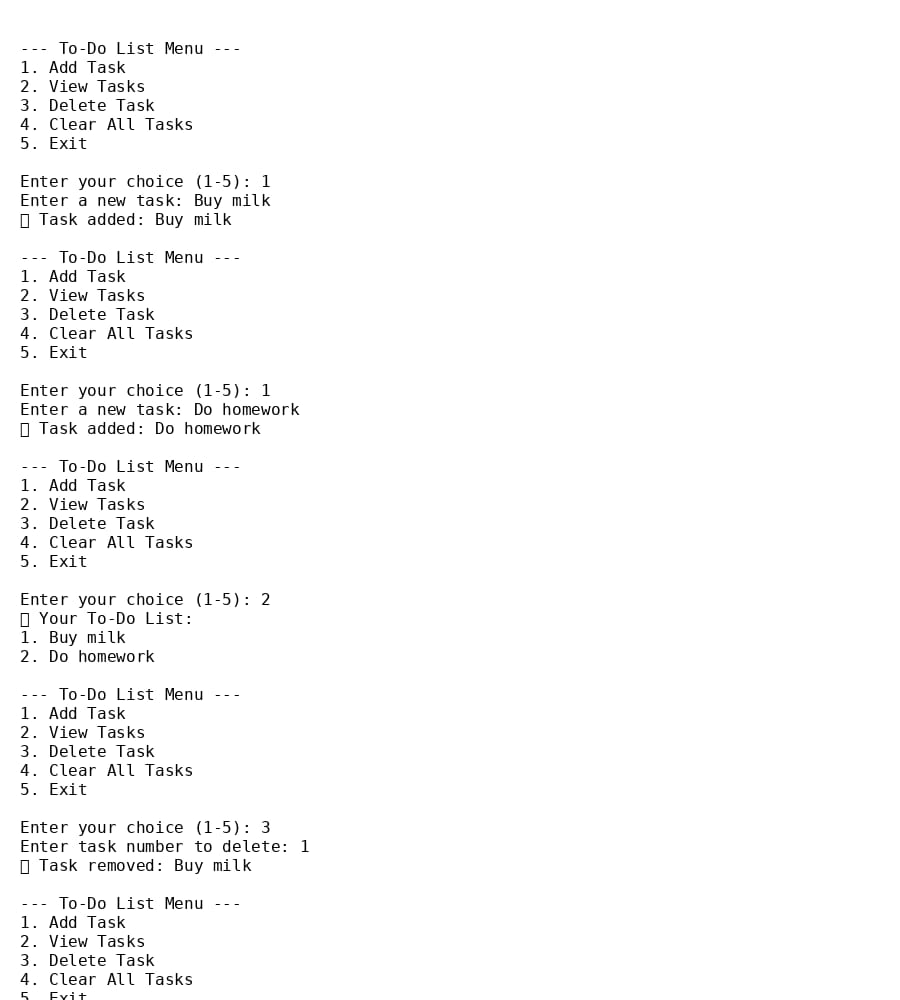 --- To-Do List Menu ---
1. Add Task
2. View Tasks
3. Delete Task
4. Clear All Tasks
5. Exit
Enter your choice (1-5): 1
Enter a new task: Buy milk
▯ Task added: Buy milk
--- To-Do List Menu ---
1. Add Task
2. View Tasks
3. Delete Task
4. Clear All Tasks
5. Exit
Enter your choice (1-5): 1
Enter a new task: Do homework
▯ Task added: Do homework
--- To-Do List Menu ---
1. Add Task
2. View Tasks
3. Delete Task
4. Clear All Tasks
5. Exit
Enter your choice (1-5): 2
▯ Your To-Do List:
1. Buy milk
2. Do homework
--- To-Do List Menu ---
1. Add Task
2. View Tasks
3. Delete Task
4. Clear All Tasks
5. Exit
Enter your choice (1-5): 3
Enter task number to delete: 1
▯ Task removed: Buy milk
--- To-Do List Menu ---
1. Add Task
2. View Tasks
3. Delete Task
4. Clear All Tasks
5. Exit